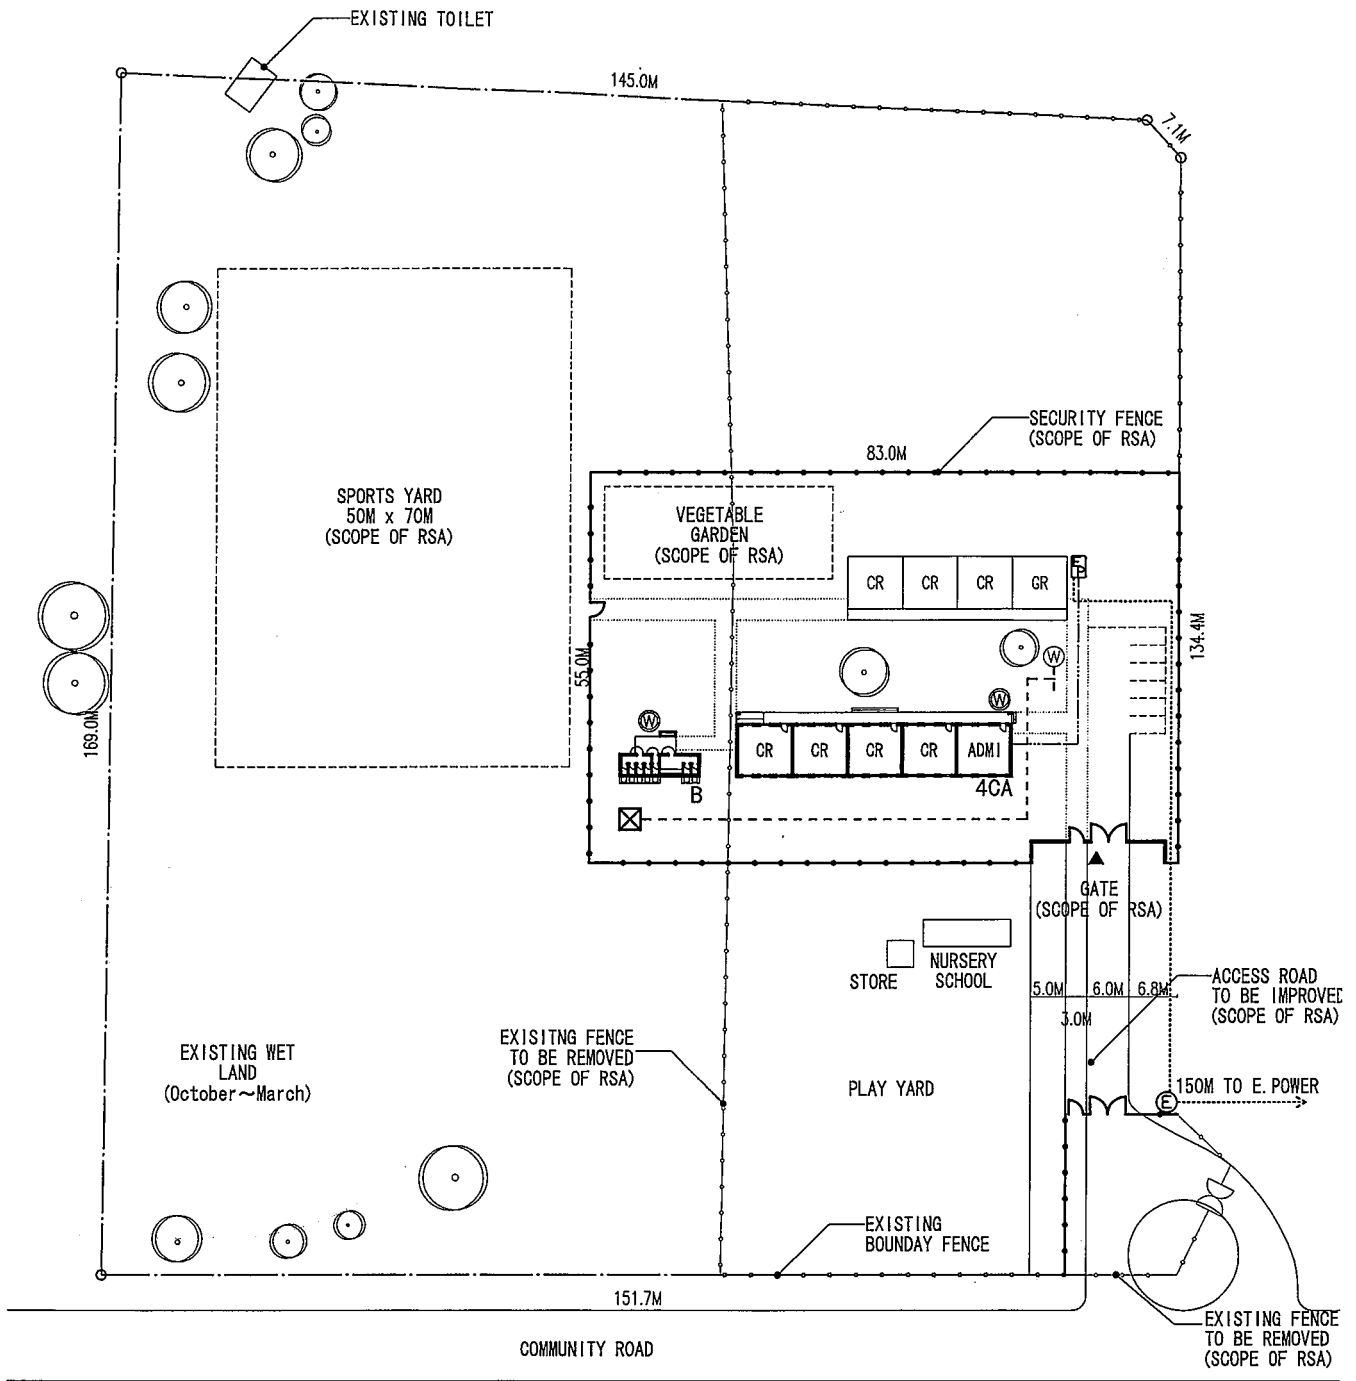 EXISTING TOILET
145.0M
7.1M
SECURITY FENCE
(SCOPE OF RSA)
83.0M
SPORTS YARD
50M x 70M
(SCOPE OF RSA)
VEGETABLE
GARDEN
(SCOPE OF RSA)
CR CR CR GR
E
134.4M
55.0M
W
W
W
169.0M
CR CR CR CR ADMI
B
4CA
GATE
(SCOPE OF RSA)
NURSERY
SCHOOL
STORE
5.0M 6.0M 6.8M
3.0M
ACCESS ROAD
TO BE IMPROVED
(SCOPE OF RSA)
EXISITNG FENCE
TO BE REMOVED
(SCOPE OF RSA)
EXISTING WET
LAND
(October~March)
PLAY YARD
E
150M TO E.POWER
EXISTING
BOUNDAY FENCE
151.7M
EXISTING FENCE
TO BE REMOVED
(SCOPE OF RSA)
COMMUNITY ROAD